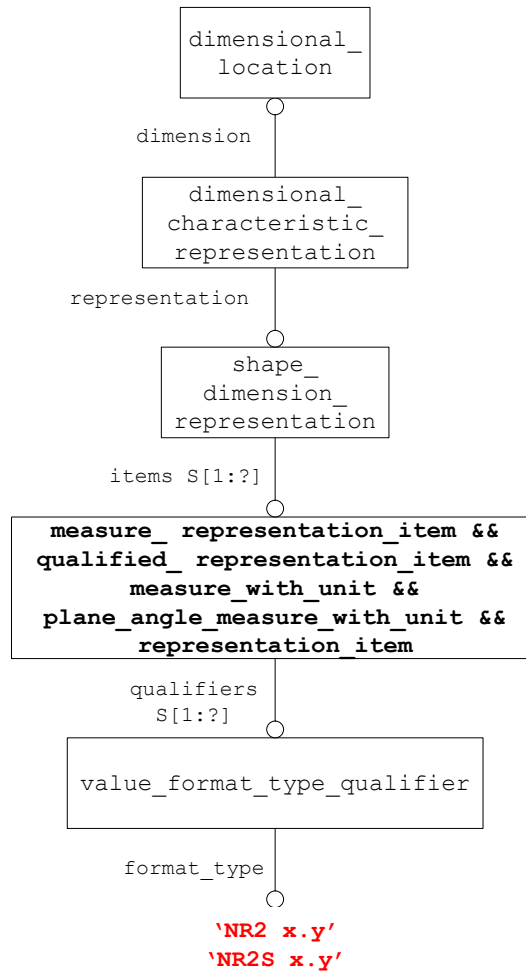 dimensional_
location
dimension
dimensional_
characteristic_
representation
representation
shape_
dimension_
representation
items S[1:?]
measure_ representation_item &&
qualified_ representation_item &&
measure_with_unit &&
plane_angle_measure_with_unit &&
representation_item
qualifiers
S[1:?]
value_format_type_qualifier
format_type
‘NR2 x.y’
‘NR2S x.y’